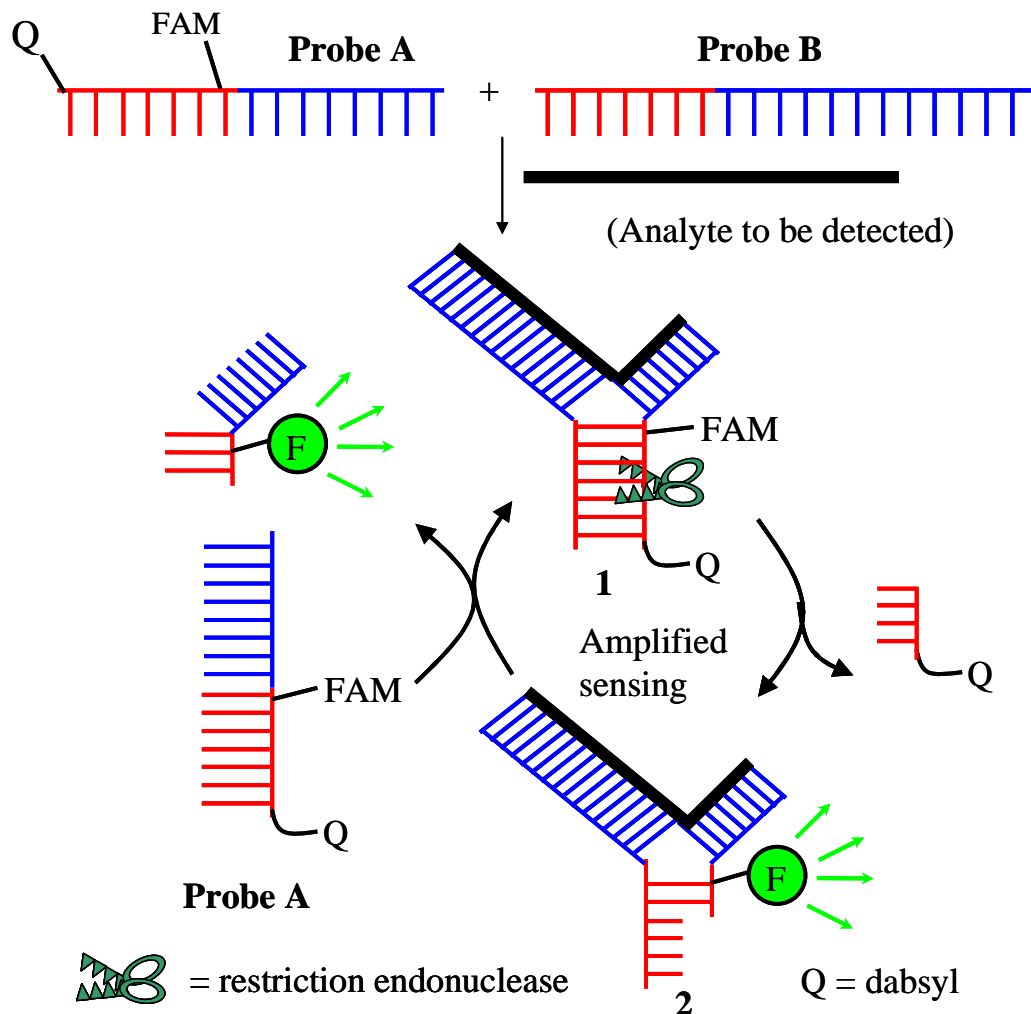 Q
FAM
Probe A
Probe B
+
(Analyte to be detected)
FAM
F
Q
1
Amplified
sensing
Q
FAM
Q
F
Probe A
= restriction endonuclease
2
Q = dabsyl